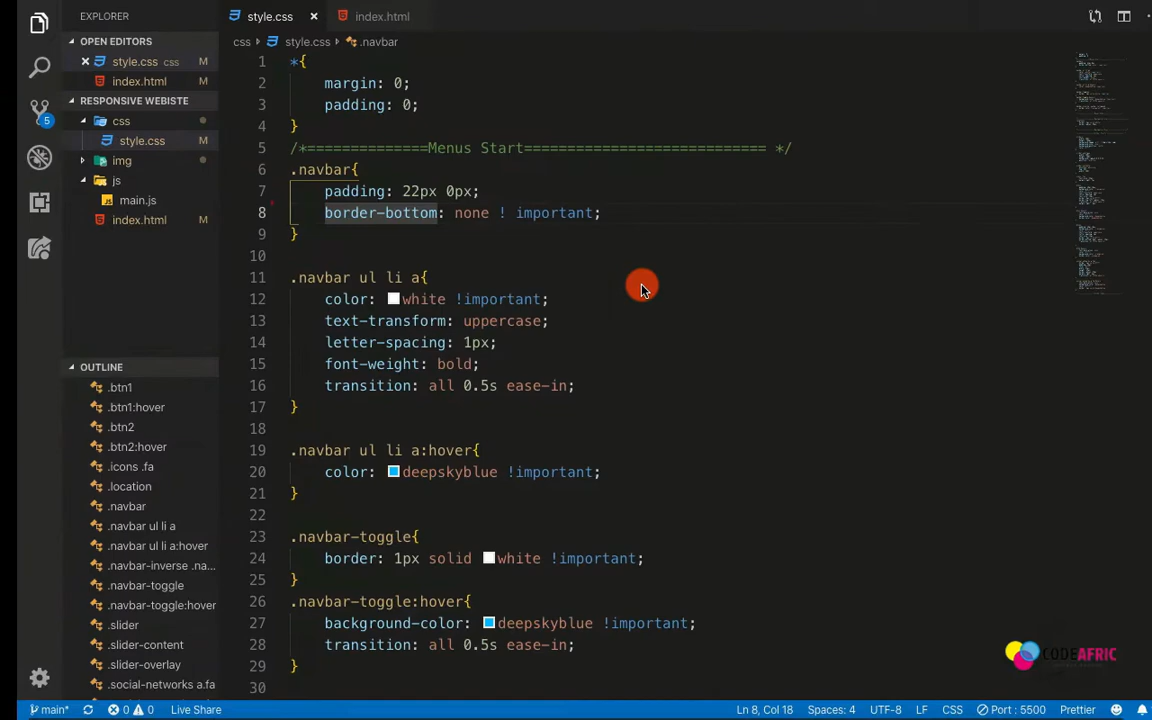 EXPLORER
OPEN EDITORS
style.css css M
index.html M
RESPONSIVE WEBISTE
css
style.css M
img
js
main.js
index.html M
5
OUTLINE
.btn1
.btn1:hover
.btn2
.btn2:hover
.icons .fa
.location
.navbar
.navbar ul li a
.navbar ul li a:hover
.navbar-inverse .na...
.navbar-toggle
.navbar-toggle:hover
.slider
.slider-content
.slider-overlay
.social-networks a.fa
style.css index.html
css style.css .navbar
1 *{
2 margin: 0;
3 padding: 0;
4 }
5 /*==============Menus Start============================ */
6 .navbar{
7 padding: 22px 0px;
8 border-bottom: none ! important;
9 }
10
11 .navbar ul li a{
12 color: white !important;
13 text-transform: uppercase;
14 letter-spacing: 1px;
15 font-weight: bold;
16 transition: all 0.5s ease-in;
17 }
18
19 .navbar ul li a:hover{
20 color: deepskyblue !important;
21 }
22
23 .navbar-toggle{
24 border: 1px solid white !important;
25 }
26 .navbar-toggle:hover{
27 background-color: deepskyblue !important;
28 transition: all 0.5s ease-in;
29 }
30
CODEAFRIC
main* 0 0 Live Share Ln 8, Col 18 Spaces: 4 UTF-8 LF CSS Port : 5500 Prettier